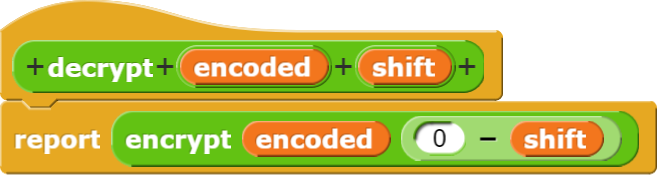 +decrypt+ encoded + shift +
report encrypt encoded 0 - shift